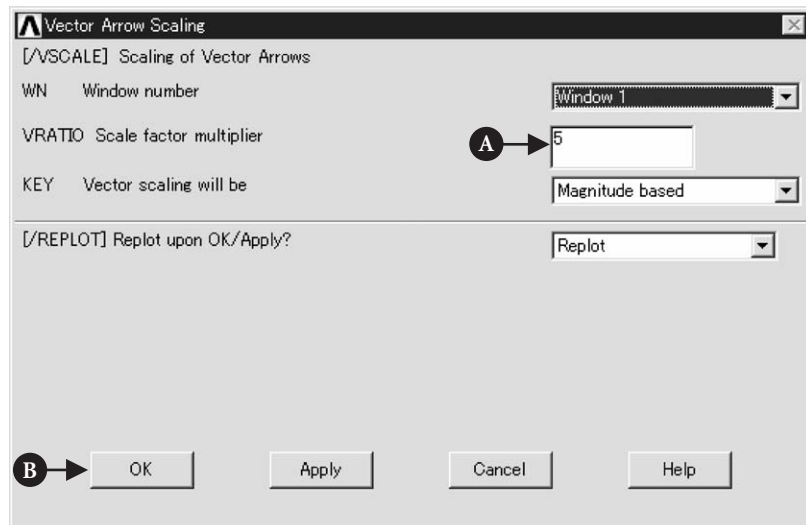 Vector Arrow Scaling
[/VSCALE] Scaling of Vector Arrows
WN Window number Window 1
VRATIO Scale factor multiplier A 5
KEY Vector scaling will be Magnitude based
[/REPLOT] Replot upon OK/Apply? Replot
B OK Apply Cancel Help